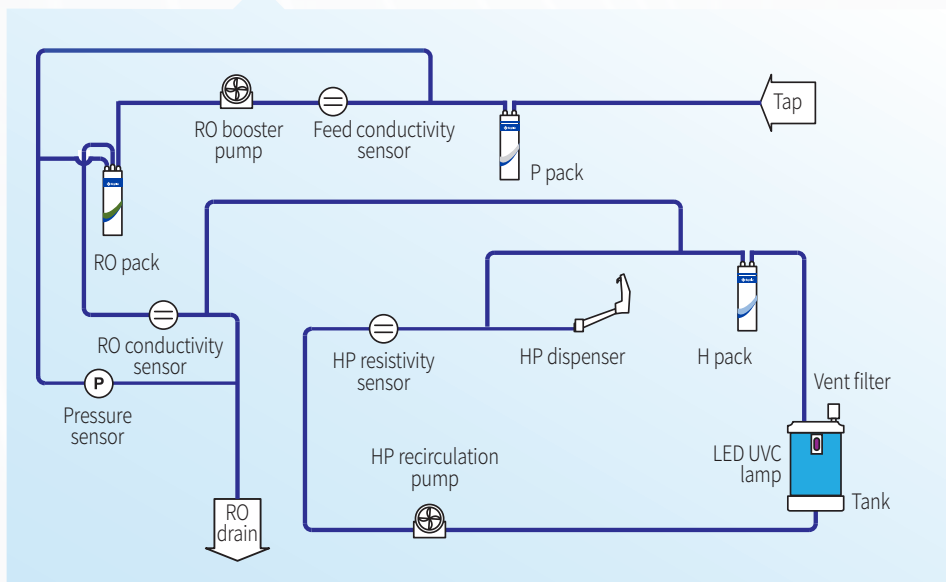 Tap
RO booster
pump
Feed conductivity
sensor
P pack
RO pack
RO conductivity
sensor
HP resistivity
sensor
HP dispenser
H pack
Vent filter
P
Pressure
sensor
LED UVC
lamp
HP recirculation
pump
Tank
RO
drain